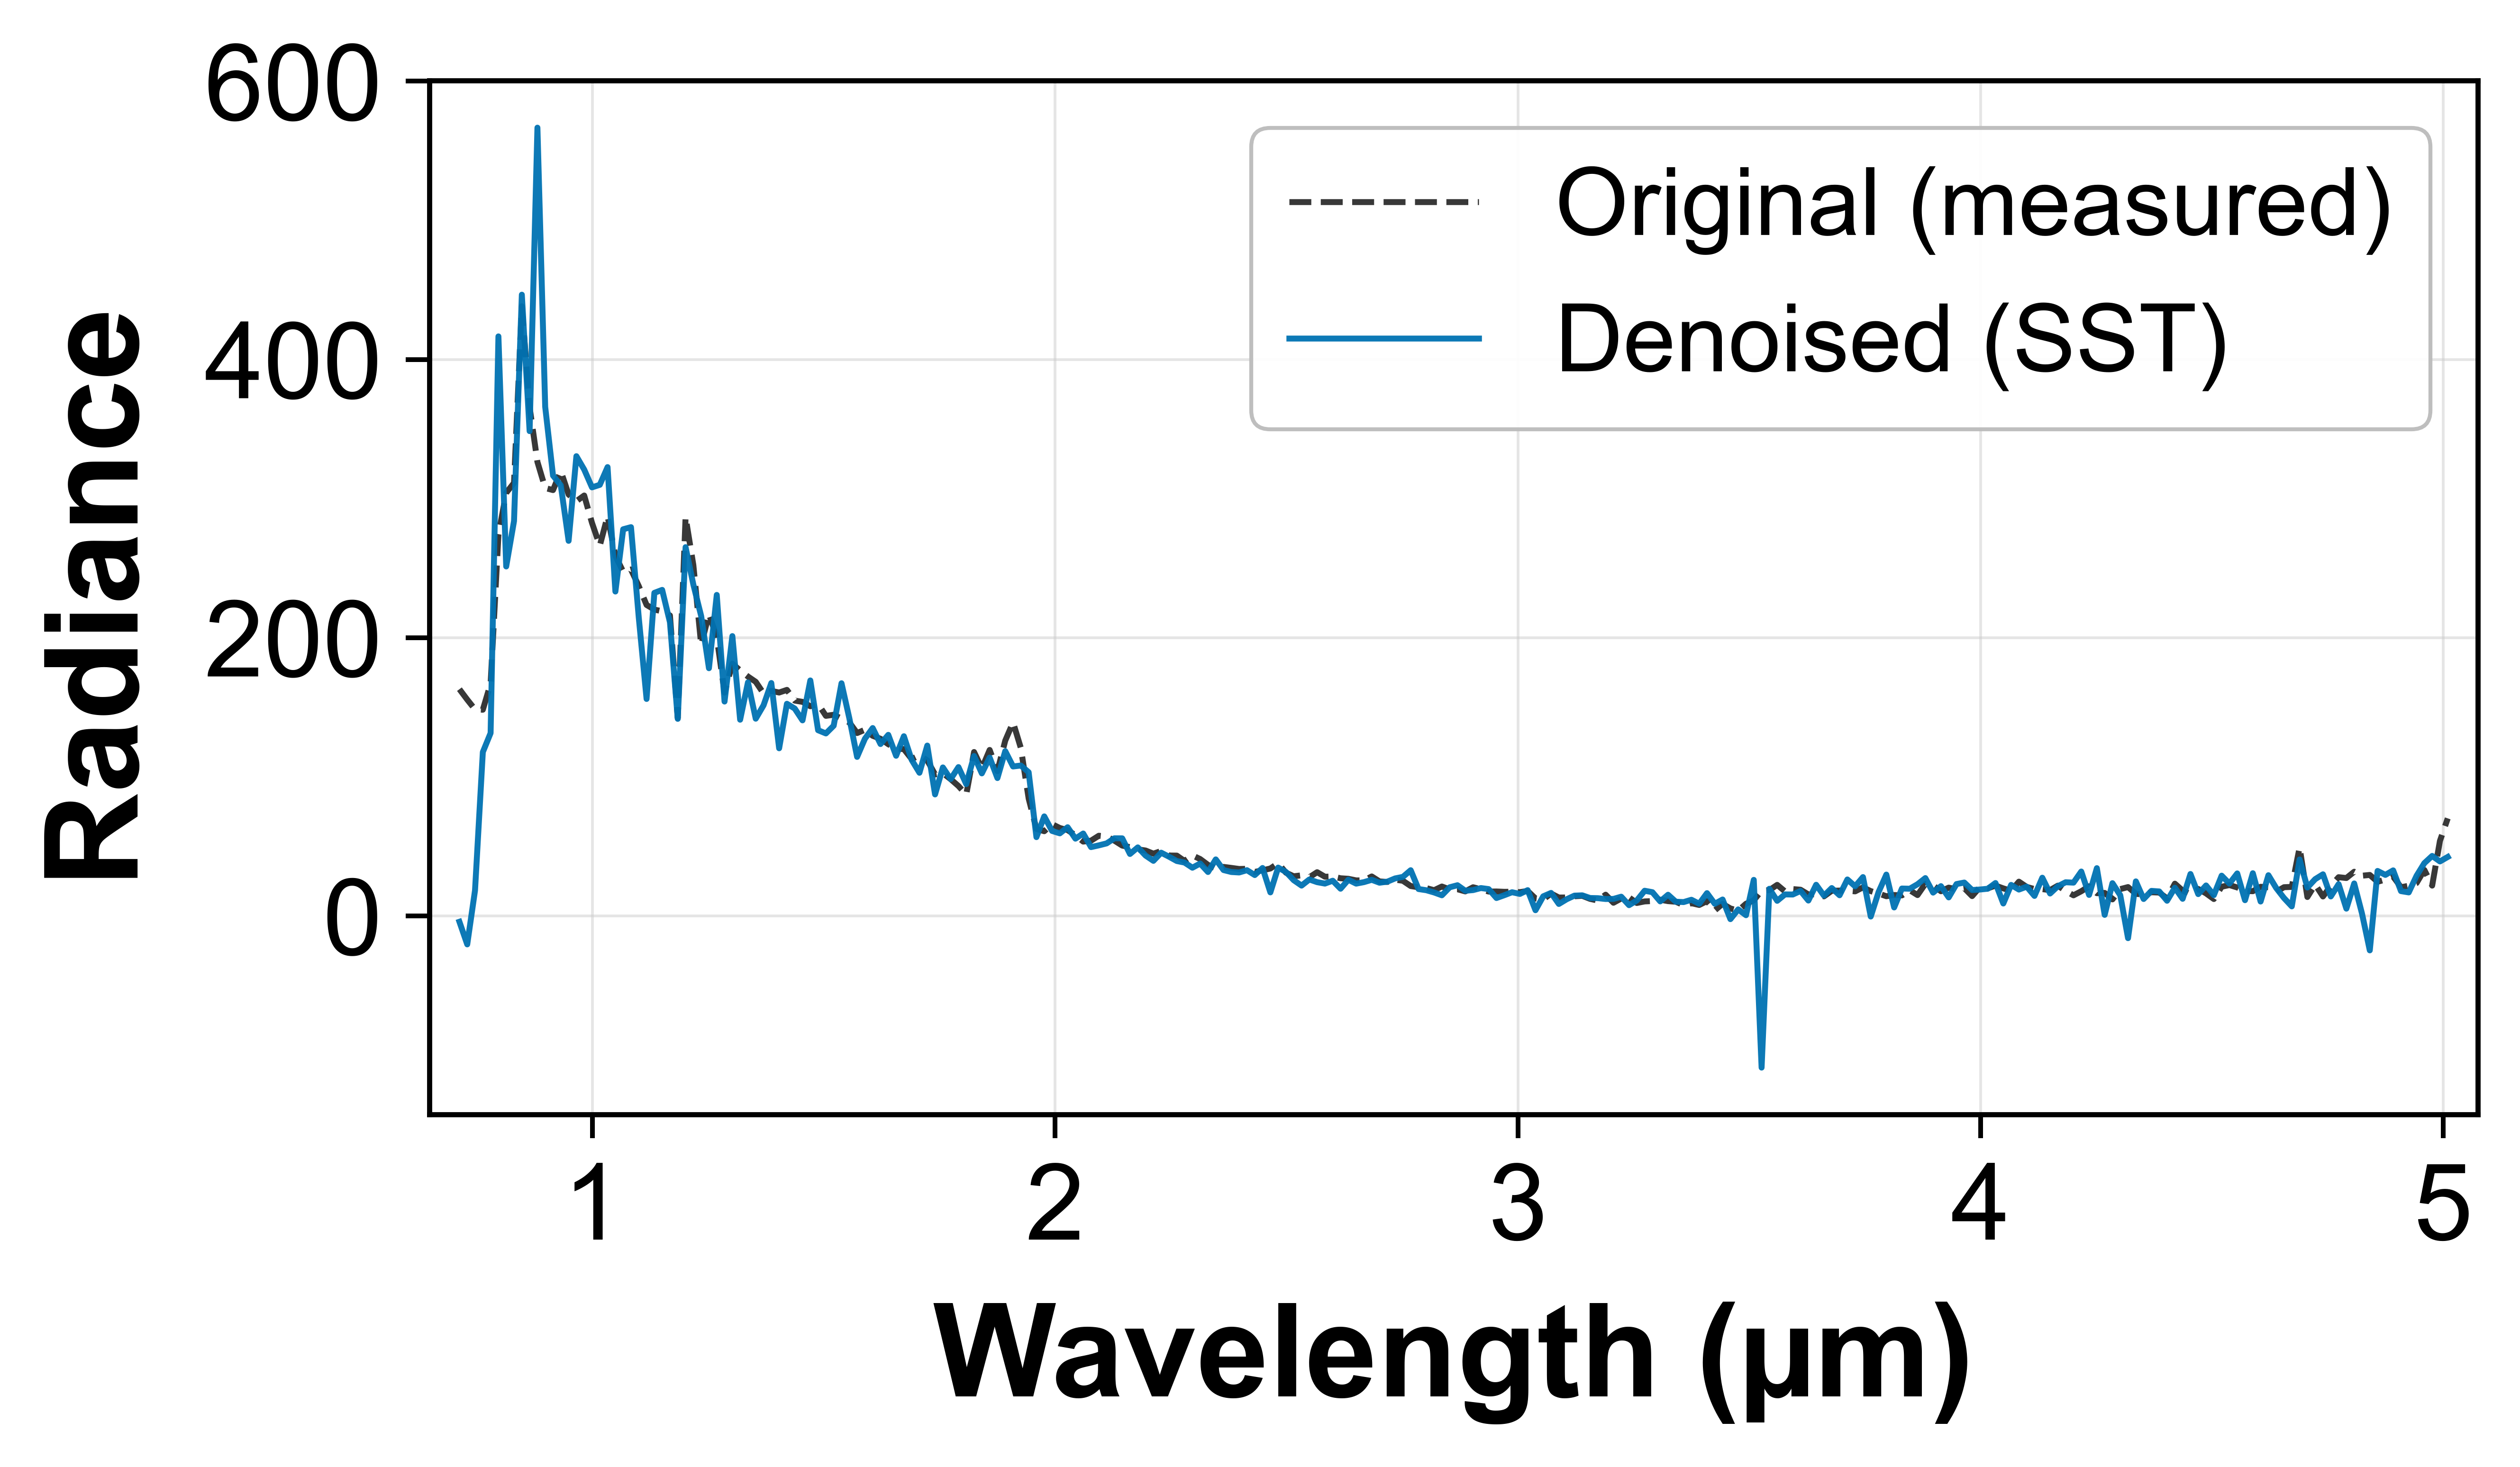 600
400
200
0
Radiance
Original (measured)
Denoised (SST)
1 2 3 4 5
Wavelength (µm)